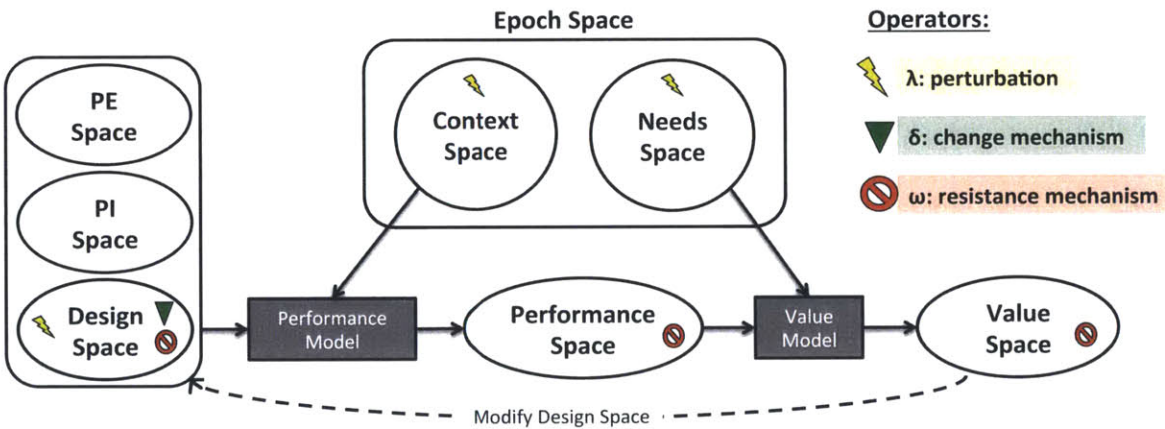 Epoch Space
Operators:
PE
Space
PI
Space
Design
Space
Context
Space
Needs
Space
λ: perturbation
δ: change mechanism
ω: resistance mechanism
Performance
Model
Performance
Space
Value
Model
Value
Space
Modify Design Space